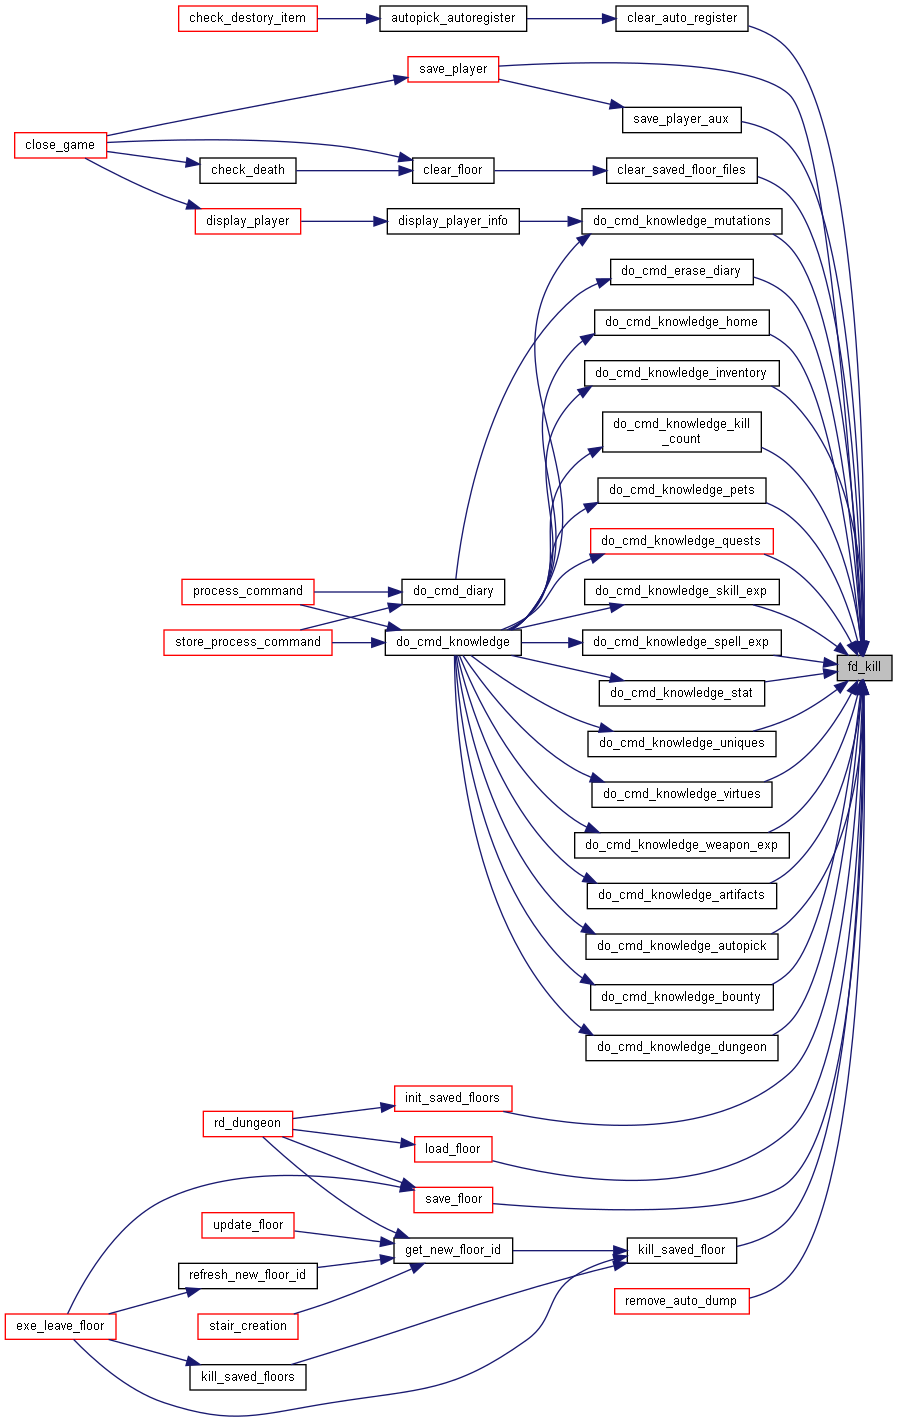 check_destory_item
autopick_autoregister
clear_auto_register
save_player
save_player_aux
close_game
check_death
clear_floor
clear_saved_floor_files
display_player
display_player_info
do_cmd_knowledge_mutations
do_cmd_erase_diary
do_cmd_knowledge_home
do_cmd_knowledge_inventory
do_cmd_knowledge_kill
_count
do_cmd_knowledge_pets
do_cmd_knowledge_quests
process_command
do_cmd_diary
do_cmd_knowledge_skill_exp
store_process_command
do_cmd_knowledge
do_cmd_knowledge_spell_exp
fd_kill
do_cmd_knowledge_stat
do_cmd_knowledge_uniques
do_cmd_knowledge_virtues
do_cmd_knowledge_weapon_exp
do_cmd_knowledge_artifacts
do_cmd_knowledge_autopick
do_cmd_knowledge_bounty
do_cmd_knowledge_dungeon
init_saved_floors
rd_dungeon
load_floor
save_floor
update_floor
get_new_floor_id
kill_saved_floor
refresh_new_floor_id
remove_auto_dump
exe_leave_floor
stair_creation
kill_saved_floors